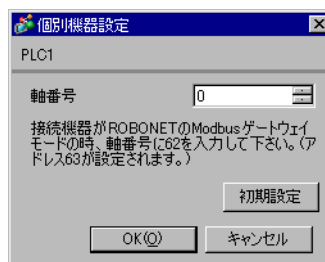 個別機器設定
PLC1
軸番号 0
接続機器がROBONETのModbusゲートウェイ
モードの時、軸番号に62を入力して下さい。(ア
ドレス63が設定されます。)
初期設定
OK(O) キャンセル